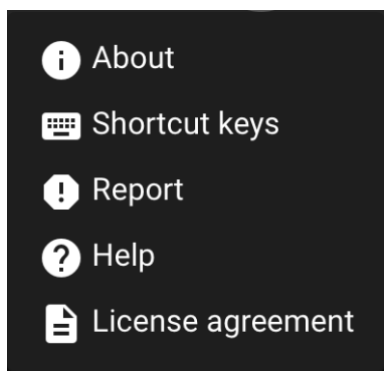 About
Shortcut keys
Report
Help
License agreement